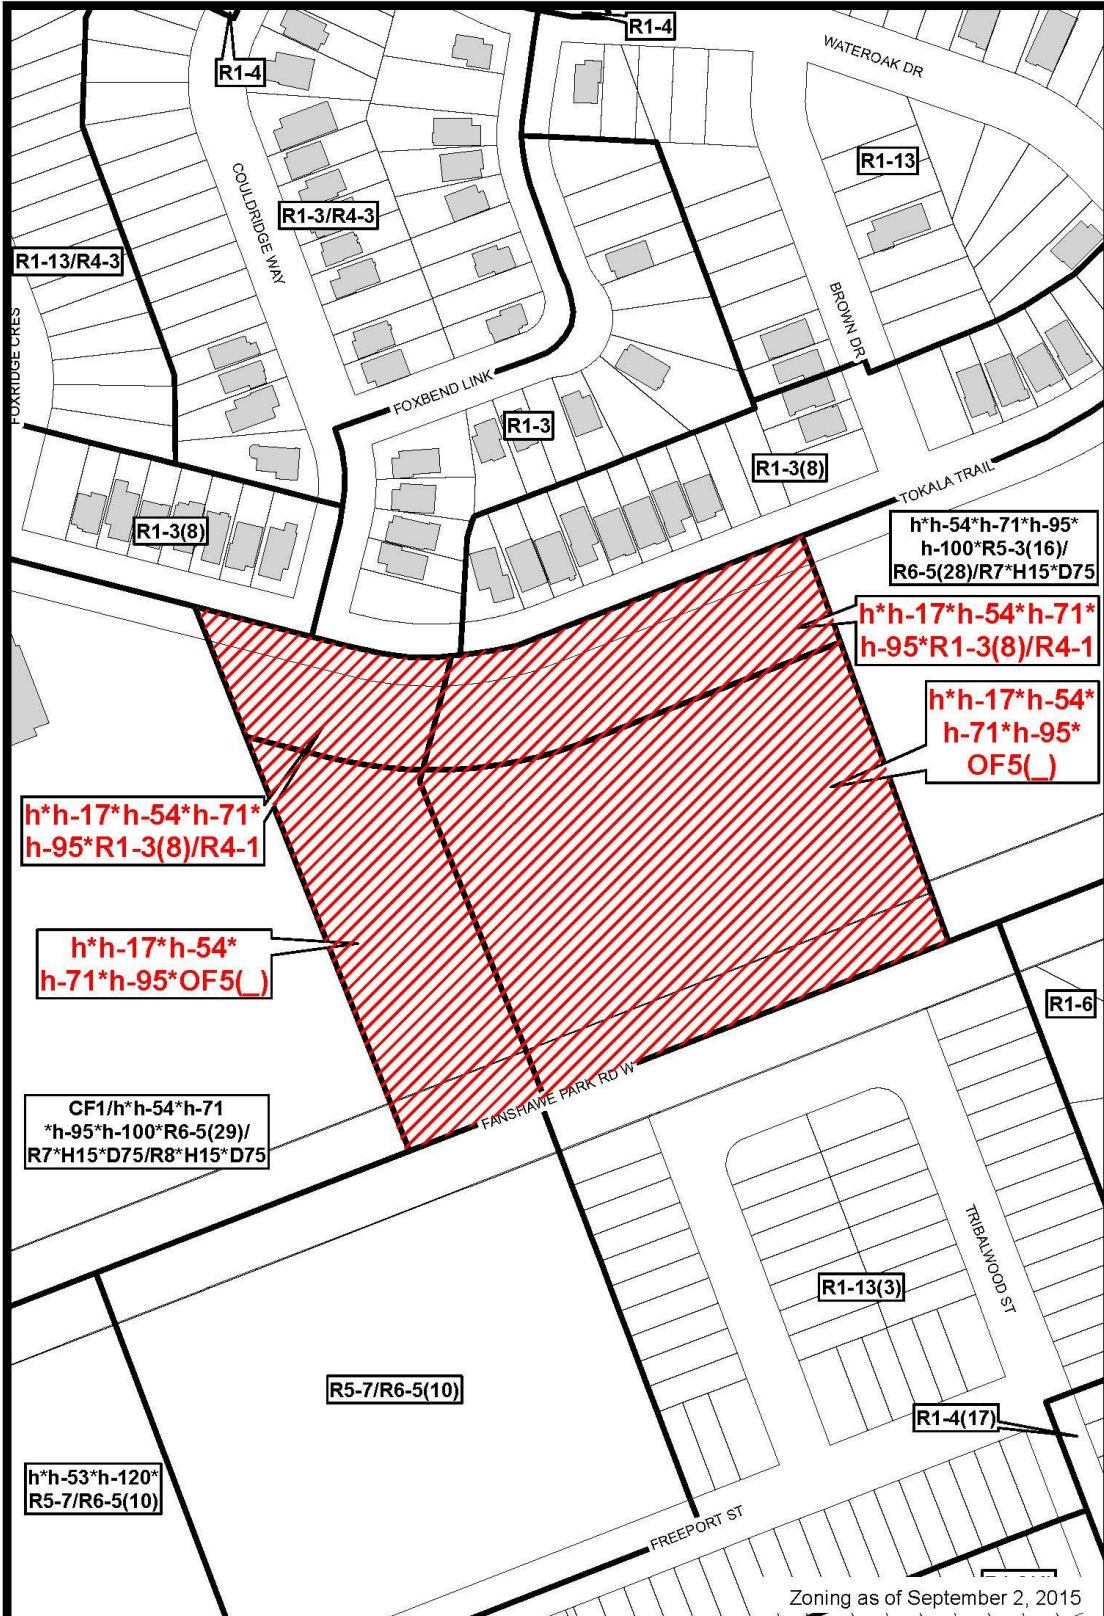 R1-4
R1-4
WATEROAK DR
R1-13
COULDRIDGE WAY
R1-3/R4-3
R1-13/R4-3
FOXRIDGE CRES
BROWN DR
FOXBEND LINK
R1-3
R1-3(8)
TOKALA TRAIL
R1-3(8)
h*h-54*h-71*h-95*
h-100*R5-3(16)/
R6-5(28)/R7*H15*D75
h*h-17*h-54*h-71*
h-95*R1-3(8)/R4-1
h*h-17*h-54*
h-71*h-95*
OF5(_)
h*h-17*h-54*h-71*
h-95*R1-3(8)/R4-1
h*h-17*h-54*
h-71*h-95*OF5(_)
R1-6
FANSHAWE PARK RD W
CF1/h*h-54*h-71
*h-95*h-100*R6-5(29)/
R7*H15*D75/R8*H15*D75
TRIBALWOOD ST
R1-13(3)
R5-7/R6-5(10)
R1-4(17)
h*h-53*h-120*
R5-7/R6-5(10)
FREEPORT ST
Zoning as of September 2, 2015